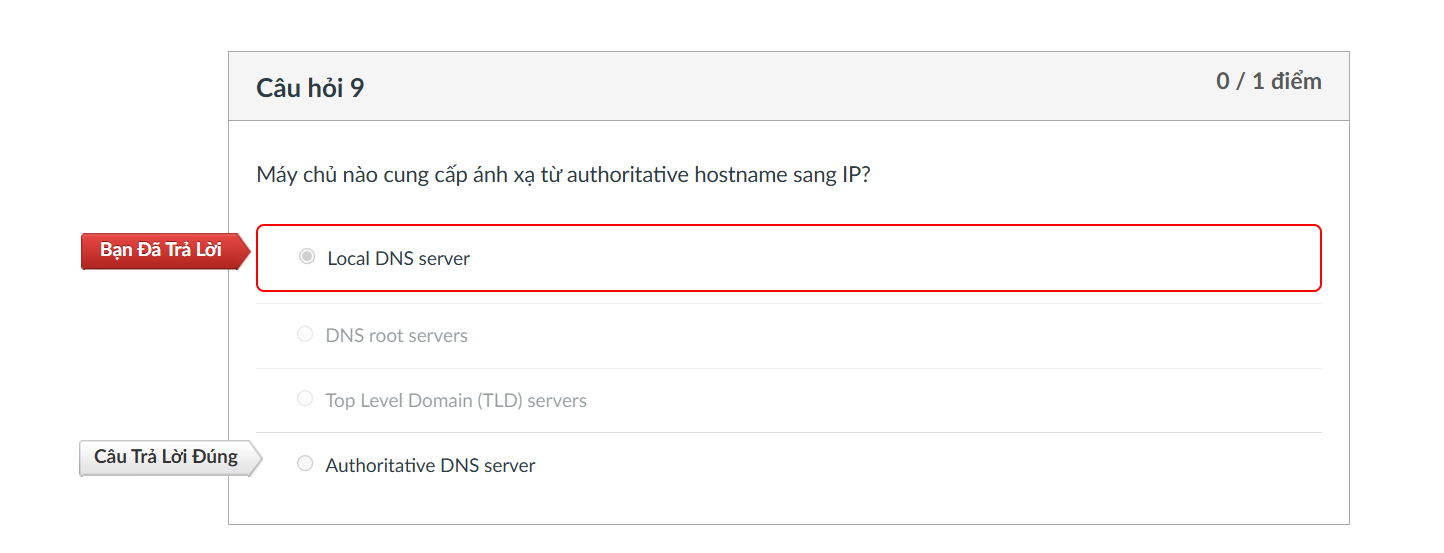 Câu hỏi 9
0 / 1 điểm
Máy chủ nào cung cấp ánh xạ từ authoritative hostname sang IP?
Bạn Đã Trả Lời
Local DNS server
DNS root servers
Top Level Domain (TLD) servers
Câu Trả Lời Đúng
Authoritative DNS server